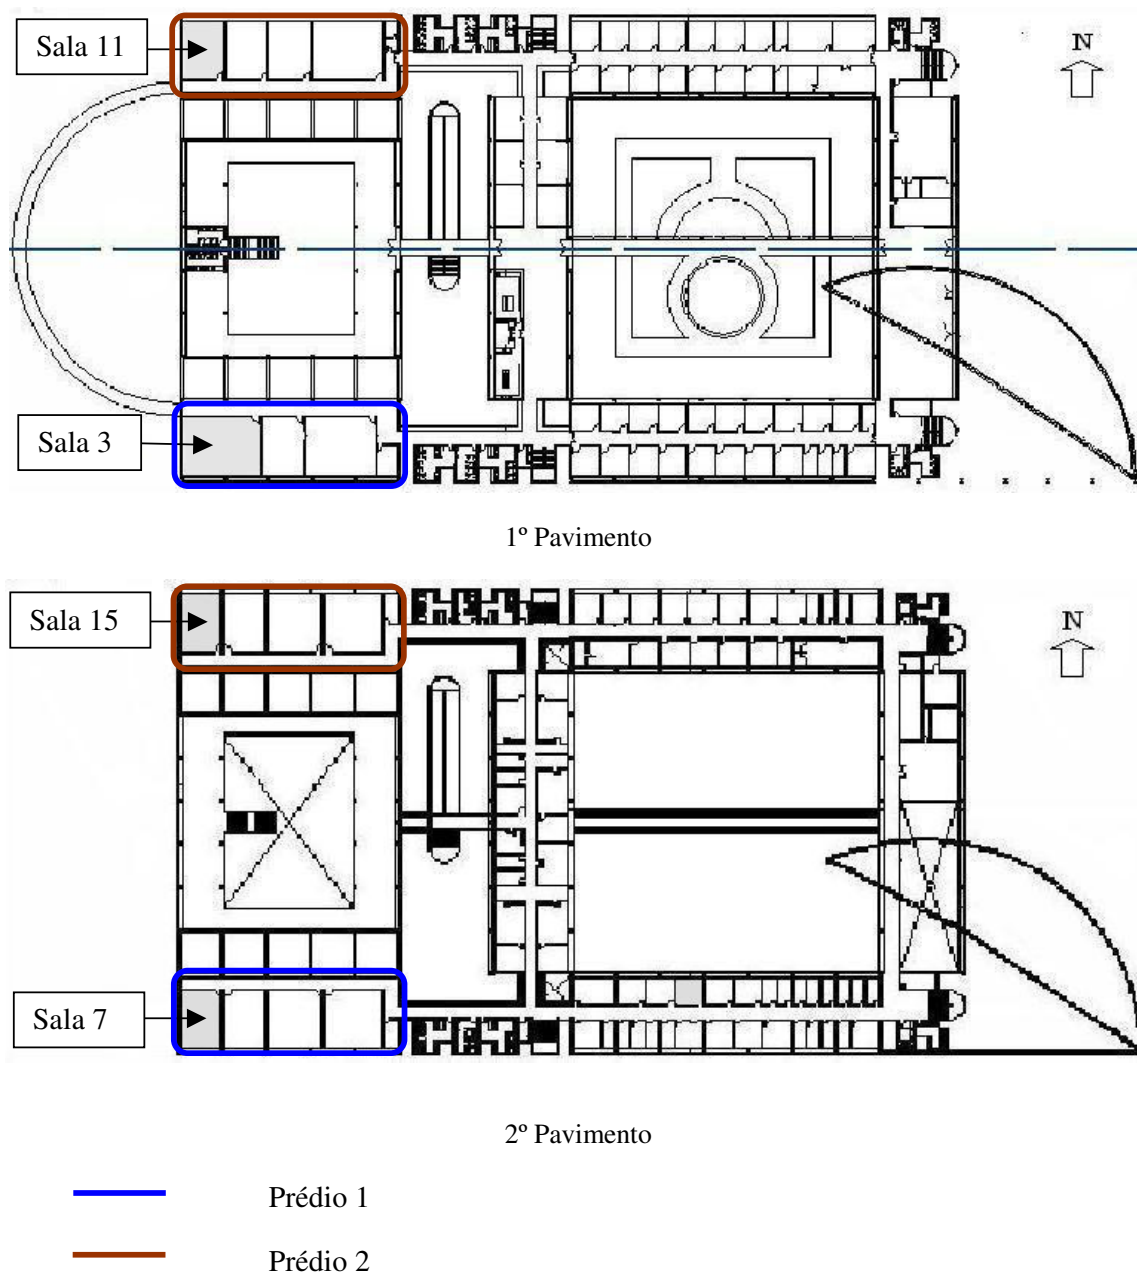 Sala 11
N
Sala 3
1º Pavimento
Sala 15
N
Sala 7
2º Pavimento
Prédio 1
Prédio 2